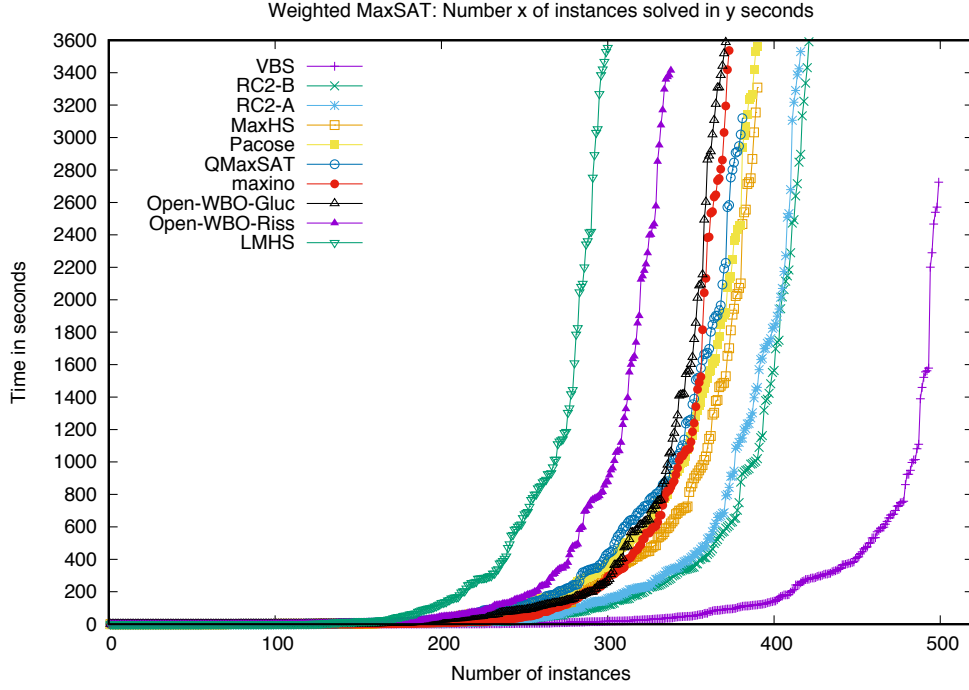 Weighted MaxSAT: Number x of instances solved in y seconds
3600
3400
3200
3000
2800
2600
2400
2200
2000
1800
1600
1400
1200
1000
800
600
400
200
0
Time in seconds
VBS
RC2-B
RC2-A
MaxHS
Pacose
QMaxSAT
maxino
Open-WBO-Gluc
Open-WBO-Riss
LMHS
0 100 200 300 400 500
Number of instances